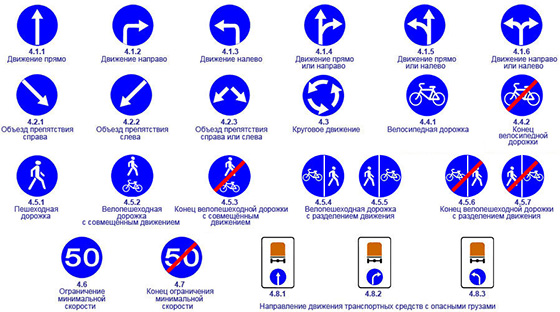 4.1.1 4.1.2 4.1.3 4.1.4 4.1.5 4.1.6
Движение прямо Движение направо Движение налево Движение прямо Движение прямо Движение направо
или направо или налево или налево
4.2.1 4.2.2 4.2.3 4.3 4.4.1 4.4.2
Объезд препятствия Объезд препятствия Объезд препятствия Круговое движение Велосипедная дорожка Конец
справа слева справа или слева велосипедной
дорожки
4.5.1 4.5.2 4.5.3 4.5.4 4.5.5 4.5.6 4.5.7
Пешеходная Велопешеходная Конец велопешеходной дорожки Велопешеходная дорожка Конец велопешеходной дорожки
дорожка дорожка с совмещённым с разделением движения с разделением движения
с совмещённым движением движением
50 50
4.6 4.7 4.8.1 4.8.2 4.8.3
Ограничение Конец ограничения Направление движения транспортных средств с опасными грузами
минимальной минимальной
скорости скорости